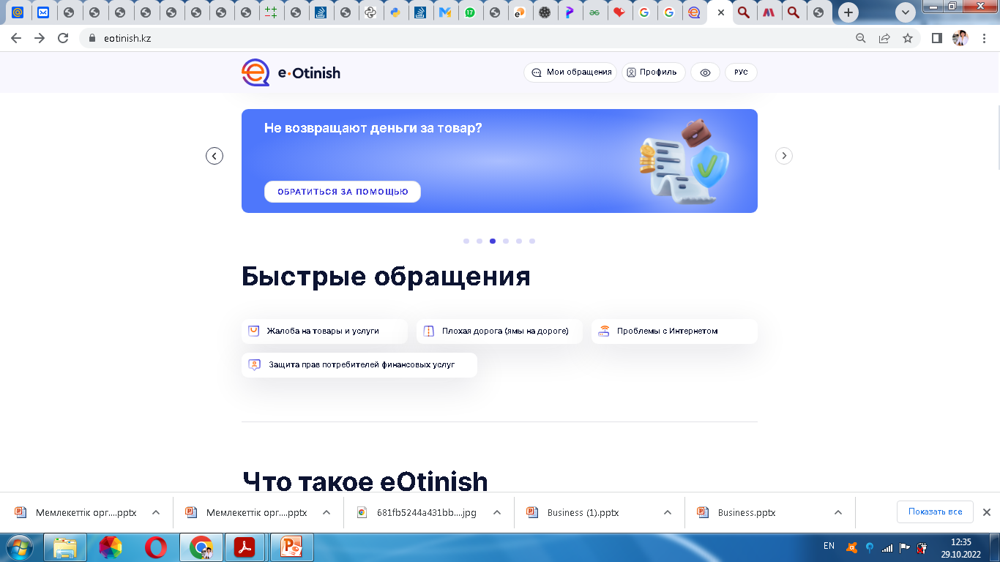 17
eotinish.kz
e·Otinish
Мои обращения
Профиль
РУС
Не возвращают деньги за товар?
ОБРАТИТЬСЯ ЗА ПОМОЩЬЮ
Быстрые обращения
Жалоба на товары и услуги
Плохая дорога (ямы на дороге)
Проблемы с Интернетом
Защита прав потребителей финансовых услуг
Что такое eOtinish
Мемлекеттік орг....pptx
Мемлекеттік орг....pptx
681fb5244a431bb....jpg
Business (1).pptx
Business.pptx
Показать все
EN
12:35
29.10.2022